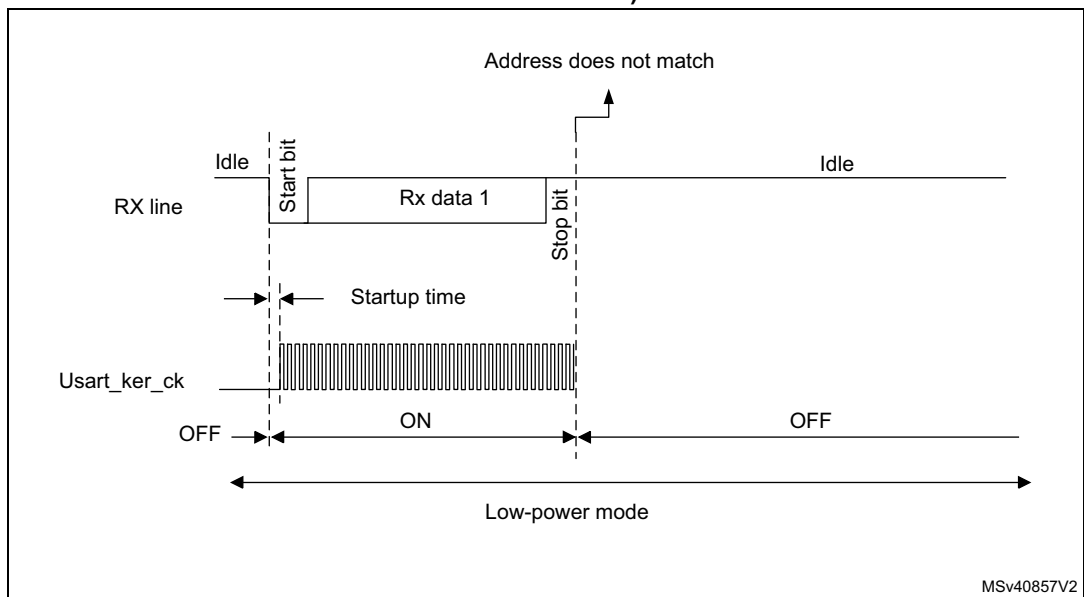 Address does not match
Idle
Start bit
Idle
RX line
Rx data 1
Stop bit
Startup time
Usart_ker_ck
OFF
ON
OFF
Low-power mode
MSv40857V2